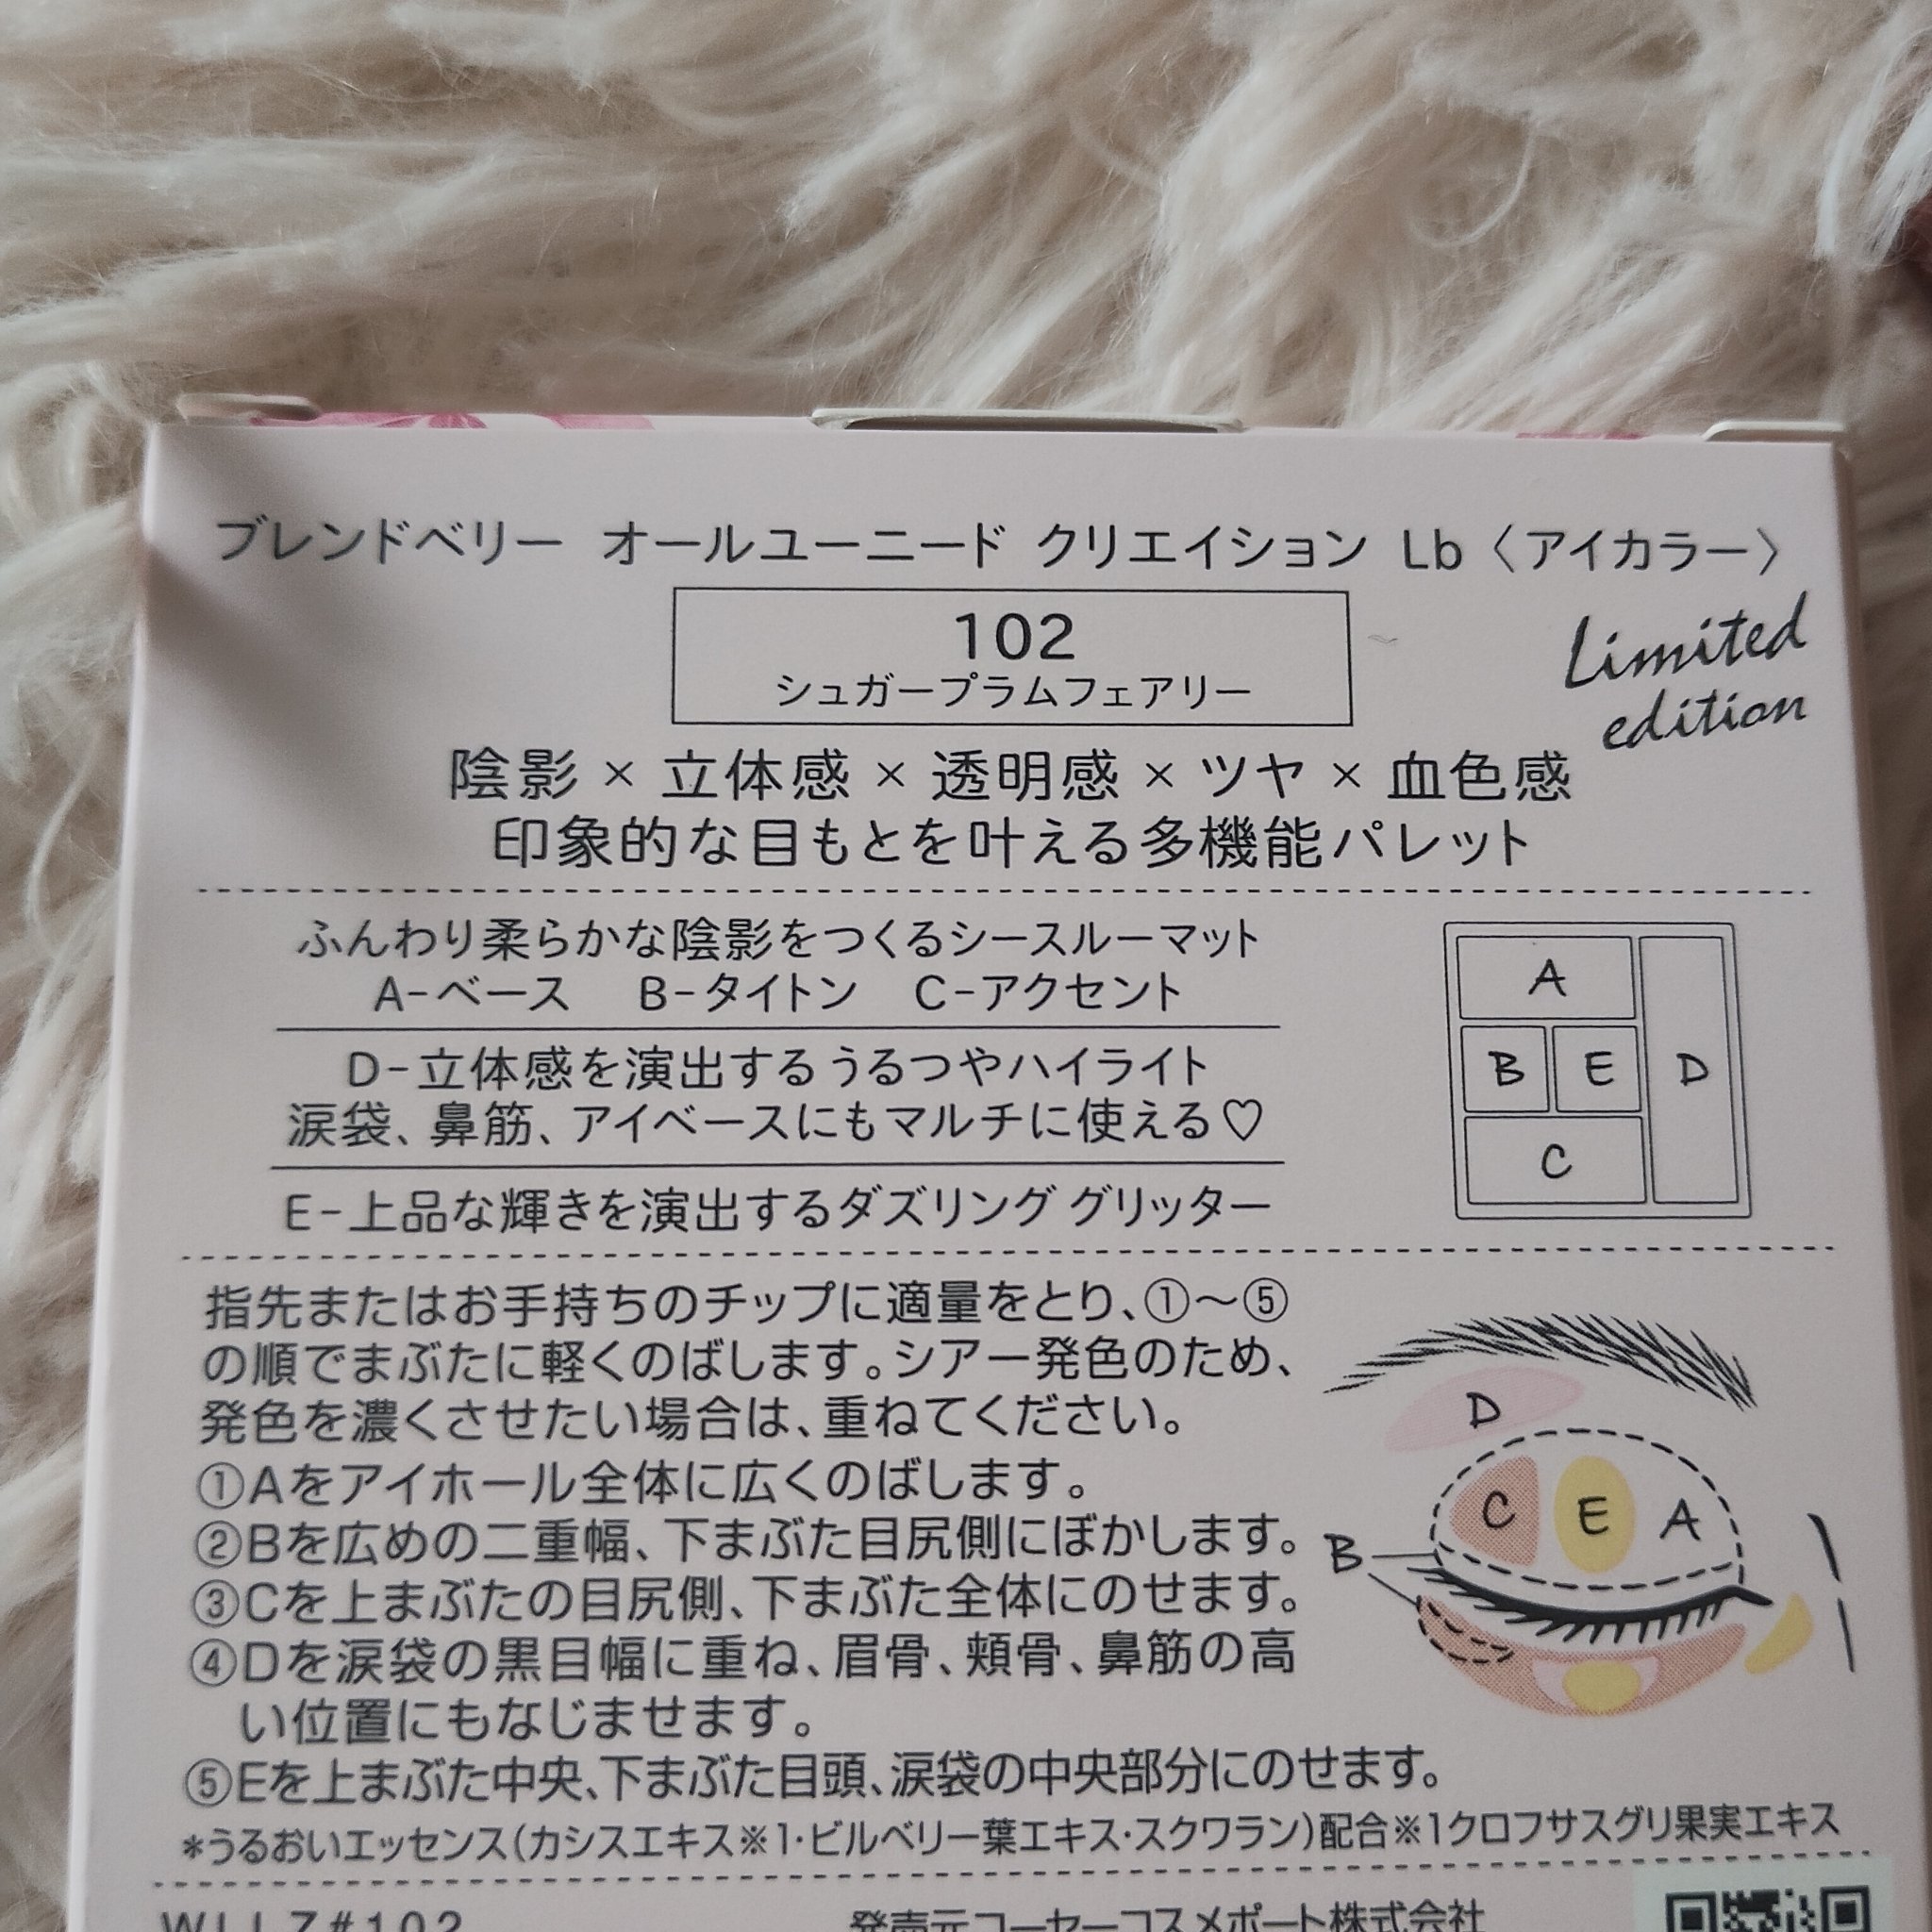 ブレンドベリー オールユーニード クリエイション Lb〈アイカラー〉
102
シュガープラムフェアリー
Limited
edition
陰影×立体感×透明感×ツヤ×血色感
印象的な目もとを叶える多機能パレット
ふんわり柔らかな陰影をつくるシースルーマット
A-ベース B-タイトン C-アクセント
D-立体感を演出するうるつやハイライト
涙袋、鼻筋、アイベースにもマルチに使える♡
E-上品な輝きを演出するダズリング グリッター
A
B E D
C
指先またはお手持ちのチップに適量をとり、①～⑤
の順でまぶたに軽くのばします。シアー発色のため、
発色を濃くさせたい場合は、重ねてください。
①Aをアイホール全体に広くのばします。
②Bを広めの二重幅、下まぶた目尻側にぼかします。
③Cを上まぶたの目尻側、下まぶた全体にのせます。
④Dを涙袋の黒目幅に重ね、眉骨、頬骨、鼻筋の高
い位置にもなじませます。
⑤Eを上まぶた中央、下まぶた目頭、涙袋の中央部分にのせます。
D
C E A
B
*うるおいエッセンス(カシスエキス※1・ビルベリー葉エキス・スクワラン)配合※1クロフサスグリ果実エキス
WLLZ#102
発売元コーセーコスメポート株式会社